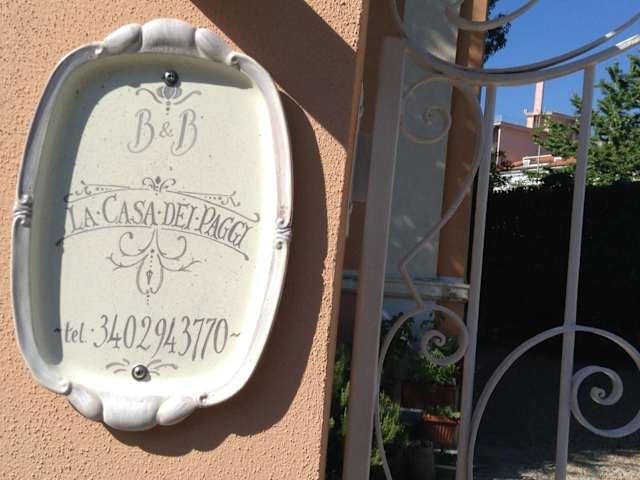 B & B
LA · CASA · DEI · PAGGI
~ tel. · 3402943770 ~